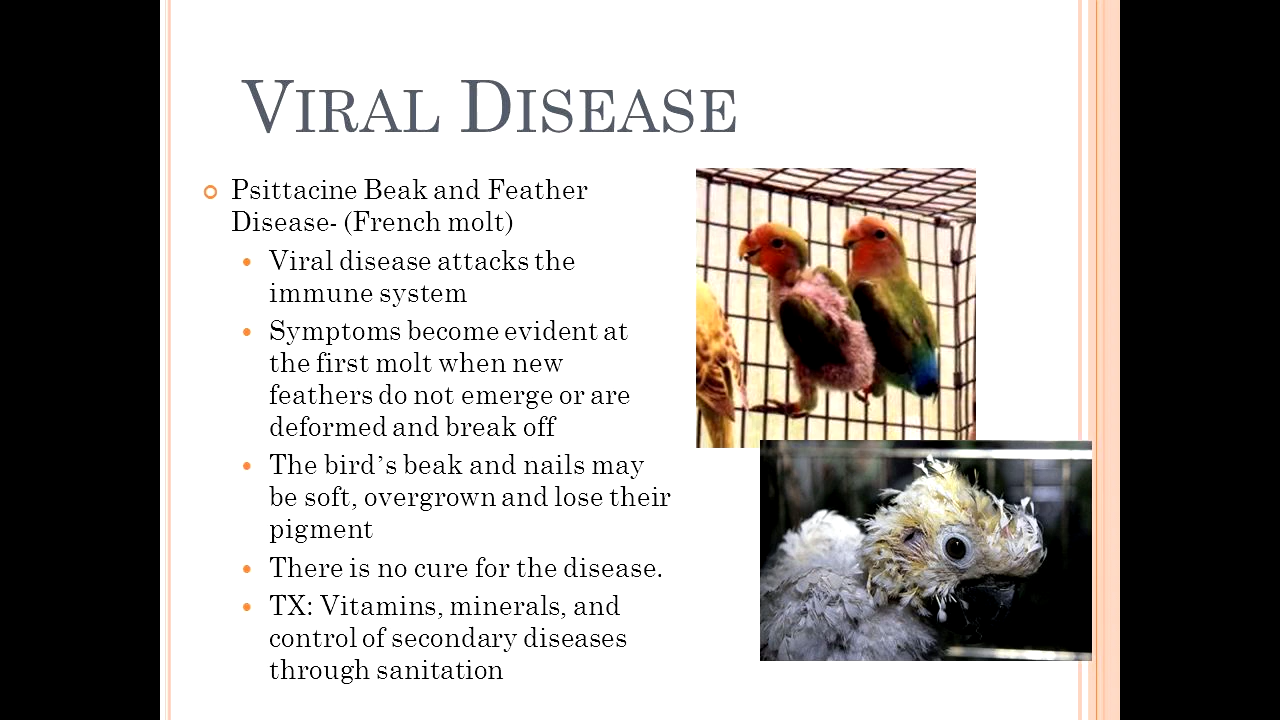 VIRAL DISEASE
Psittacine Beak and Feather
Disease- (French molt)
Viral disease attacks the
immune system
Symptoms become evident at
the first molt when new
feathers do not emerge or are
deformed and break off
The bird's beak and nails may
be soft, overgrown and lose their
pigment
There is no cure for the disease.
TX: Vitamins, minerals, and
control of secondary diseases
through sanitation